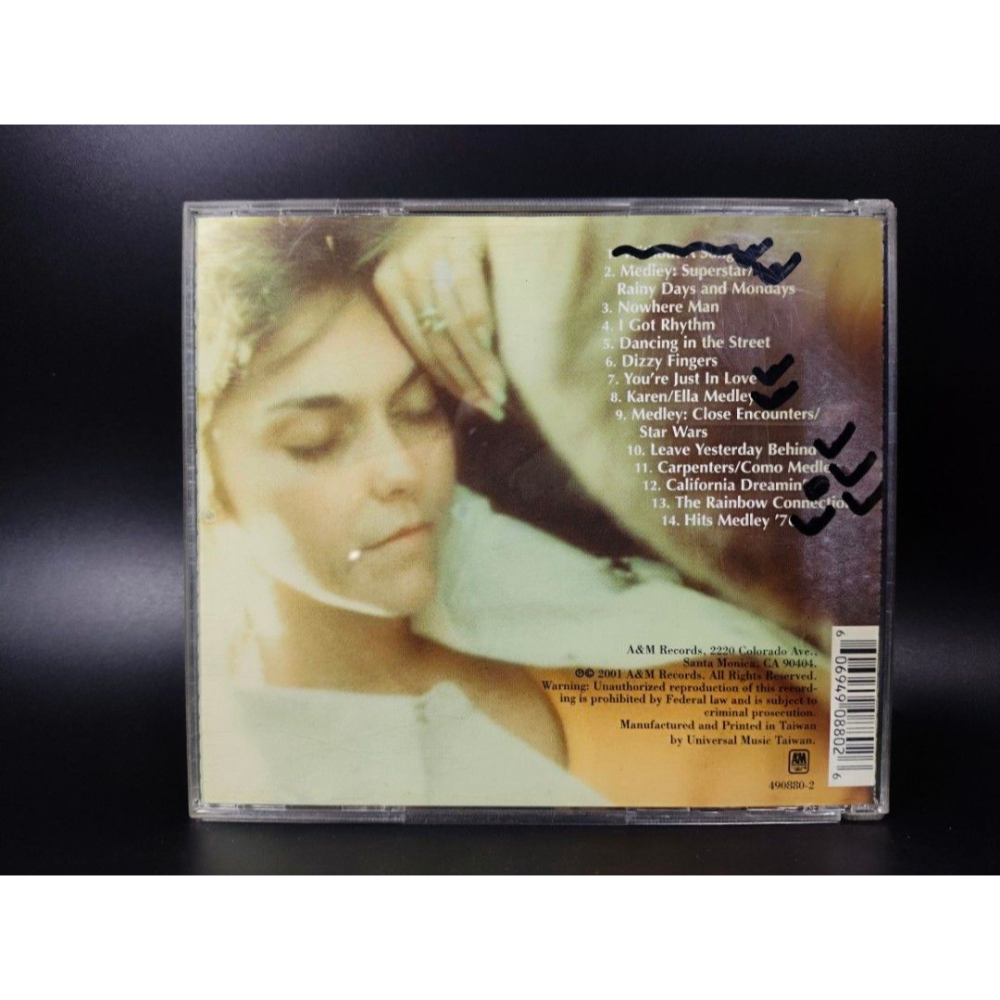 A Song
2. Medley: Superstar/
Rainy Days and Mondays
3. Nowhere Man
4. I Got Rhythm
5. Dancing in the Street
6. Dizzy Fingers
7. You're Just In Love
8. Karen/Ella Medley
9. Medley: Close Encounters/
Star Wars
10. Leave Yesterday Behind
11. Carpenters/Como Medley
12. California Dreamin'
13. The Rainbow Connection
14. Hits Medley '7
A&M Records, 2220 Colorado Ave.,
Santa Monica, CA 90404.
℗© 2001 A&M Records. All Rights Reserved.
Warning: Unauthorized reproduction of this record-
ing is prohibited by Federal law and is subject to
criminal prosecution.
Manufactured and Printed in Taiwan
by Universal Music Taiwan.
A&M
490880-2
6 06949 08802 6